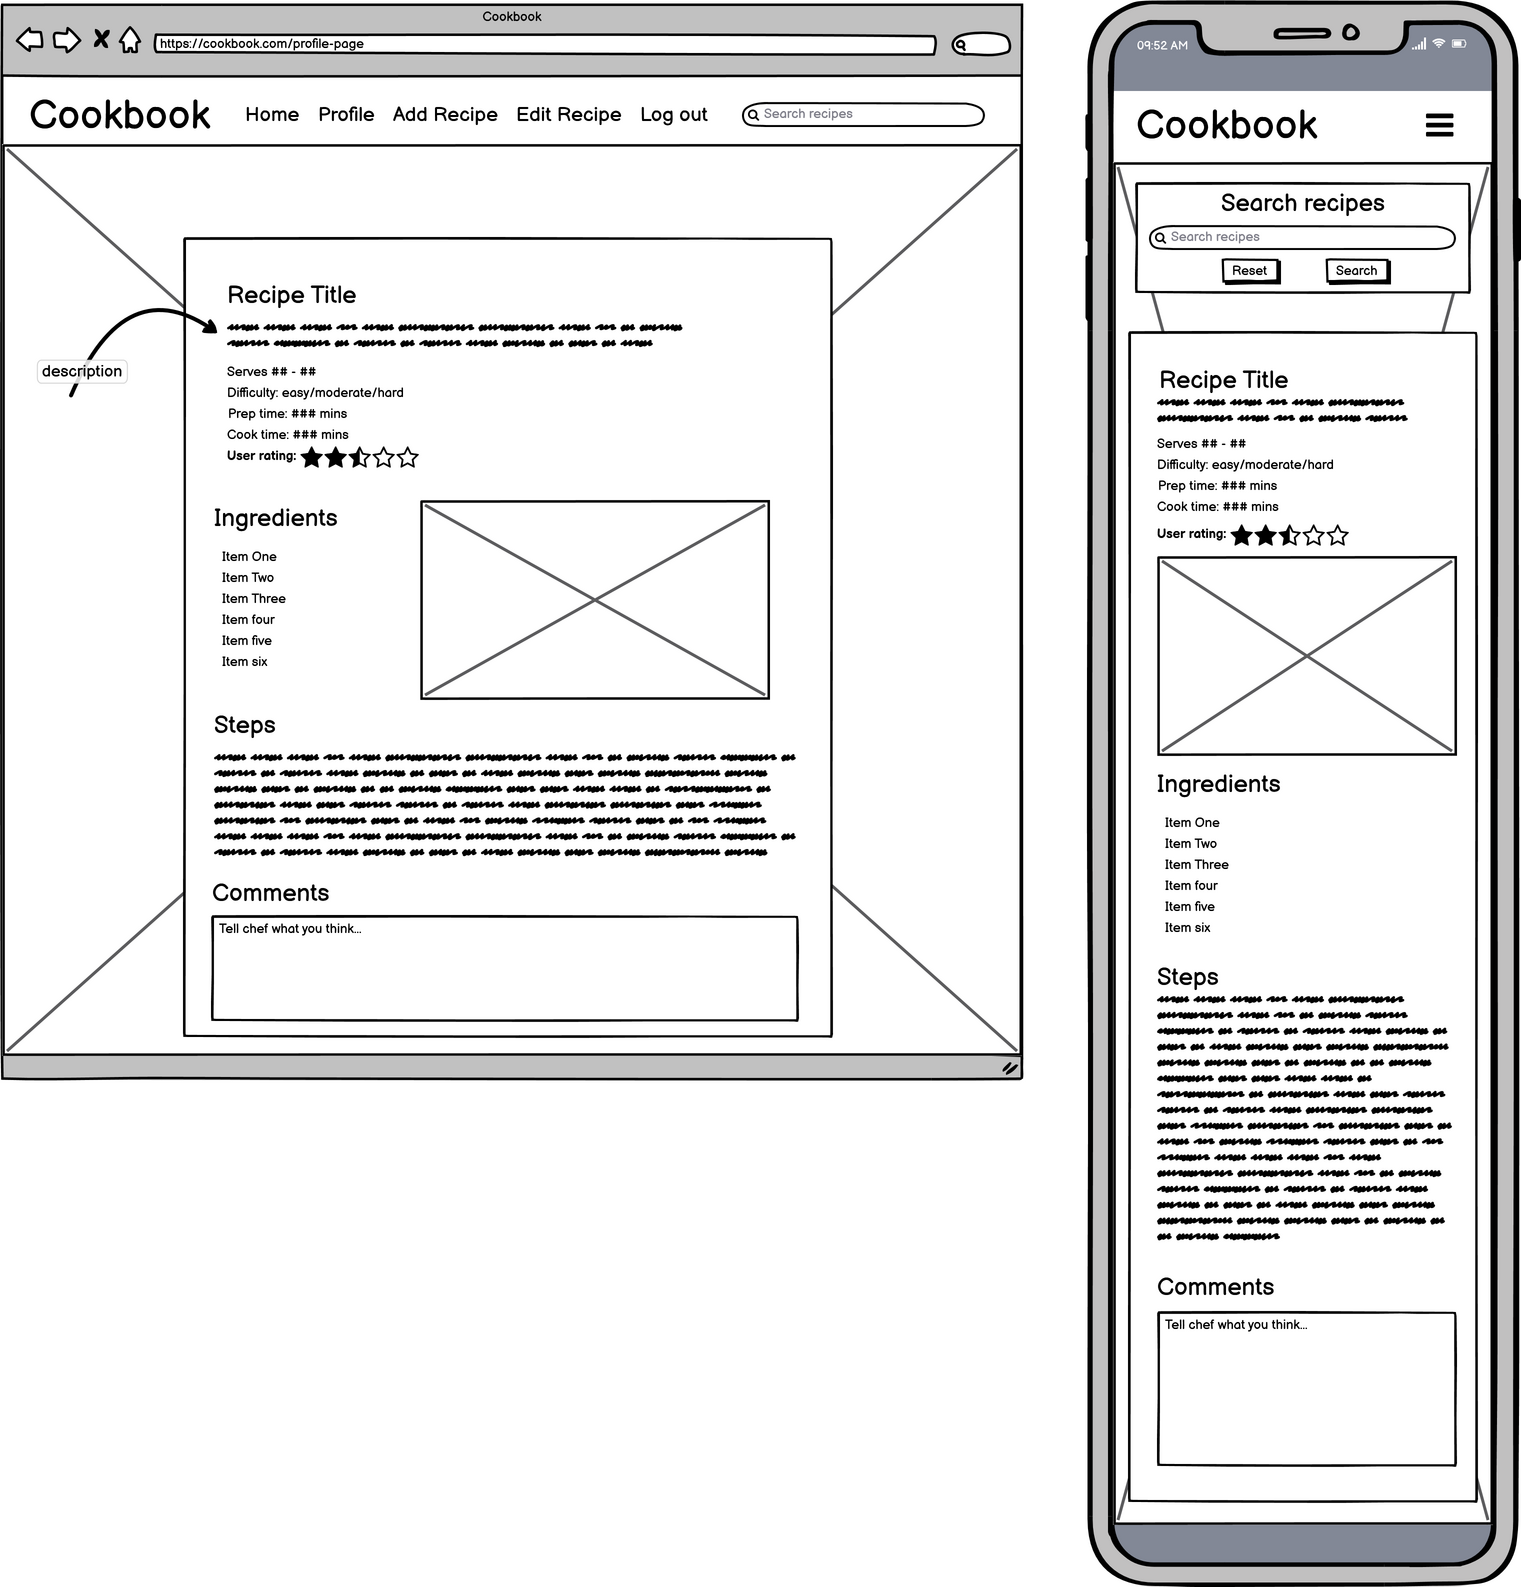 Cookbook
https://cookbook.com/profile-page
Cookbook
Home Profile Add Recipe Edit Recipe Log out
Search recipes
Recipe Title
description
Serves ## - ##
Difficulty: easy/moderate/hard
Prep time: ### mins
Cook time: ### mins
User rating:
Ingredients
Item One
Item Two
Item Three
Item four
Item five
Item six
Steps
Comments
Tell chef what you think...
09:52 AM
Cookbook
Search recipes
Search recipes
Reset Search
Recipe Title
Serves ## - ##
Difficulty: easy/moderate/hard
Prep time: ### mins
Cook time: ### mins
User rating:
Ingredients
Item One
Item Two
Item Three
Item four
Item five
Item six
Steps
Comments
Tell chef what you think...